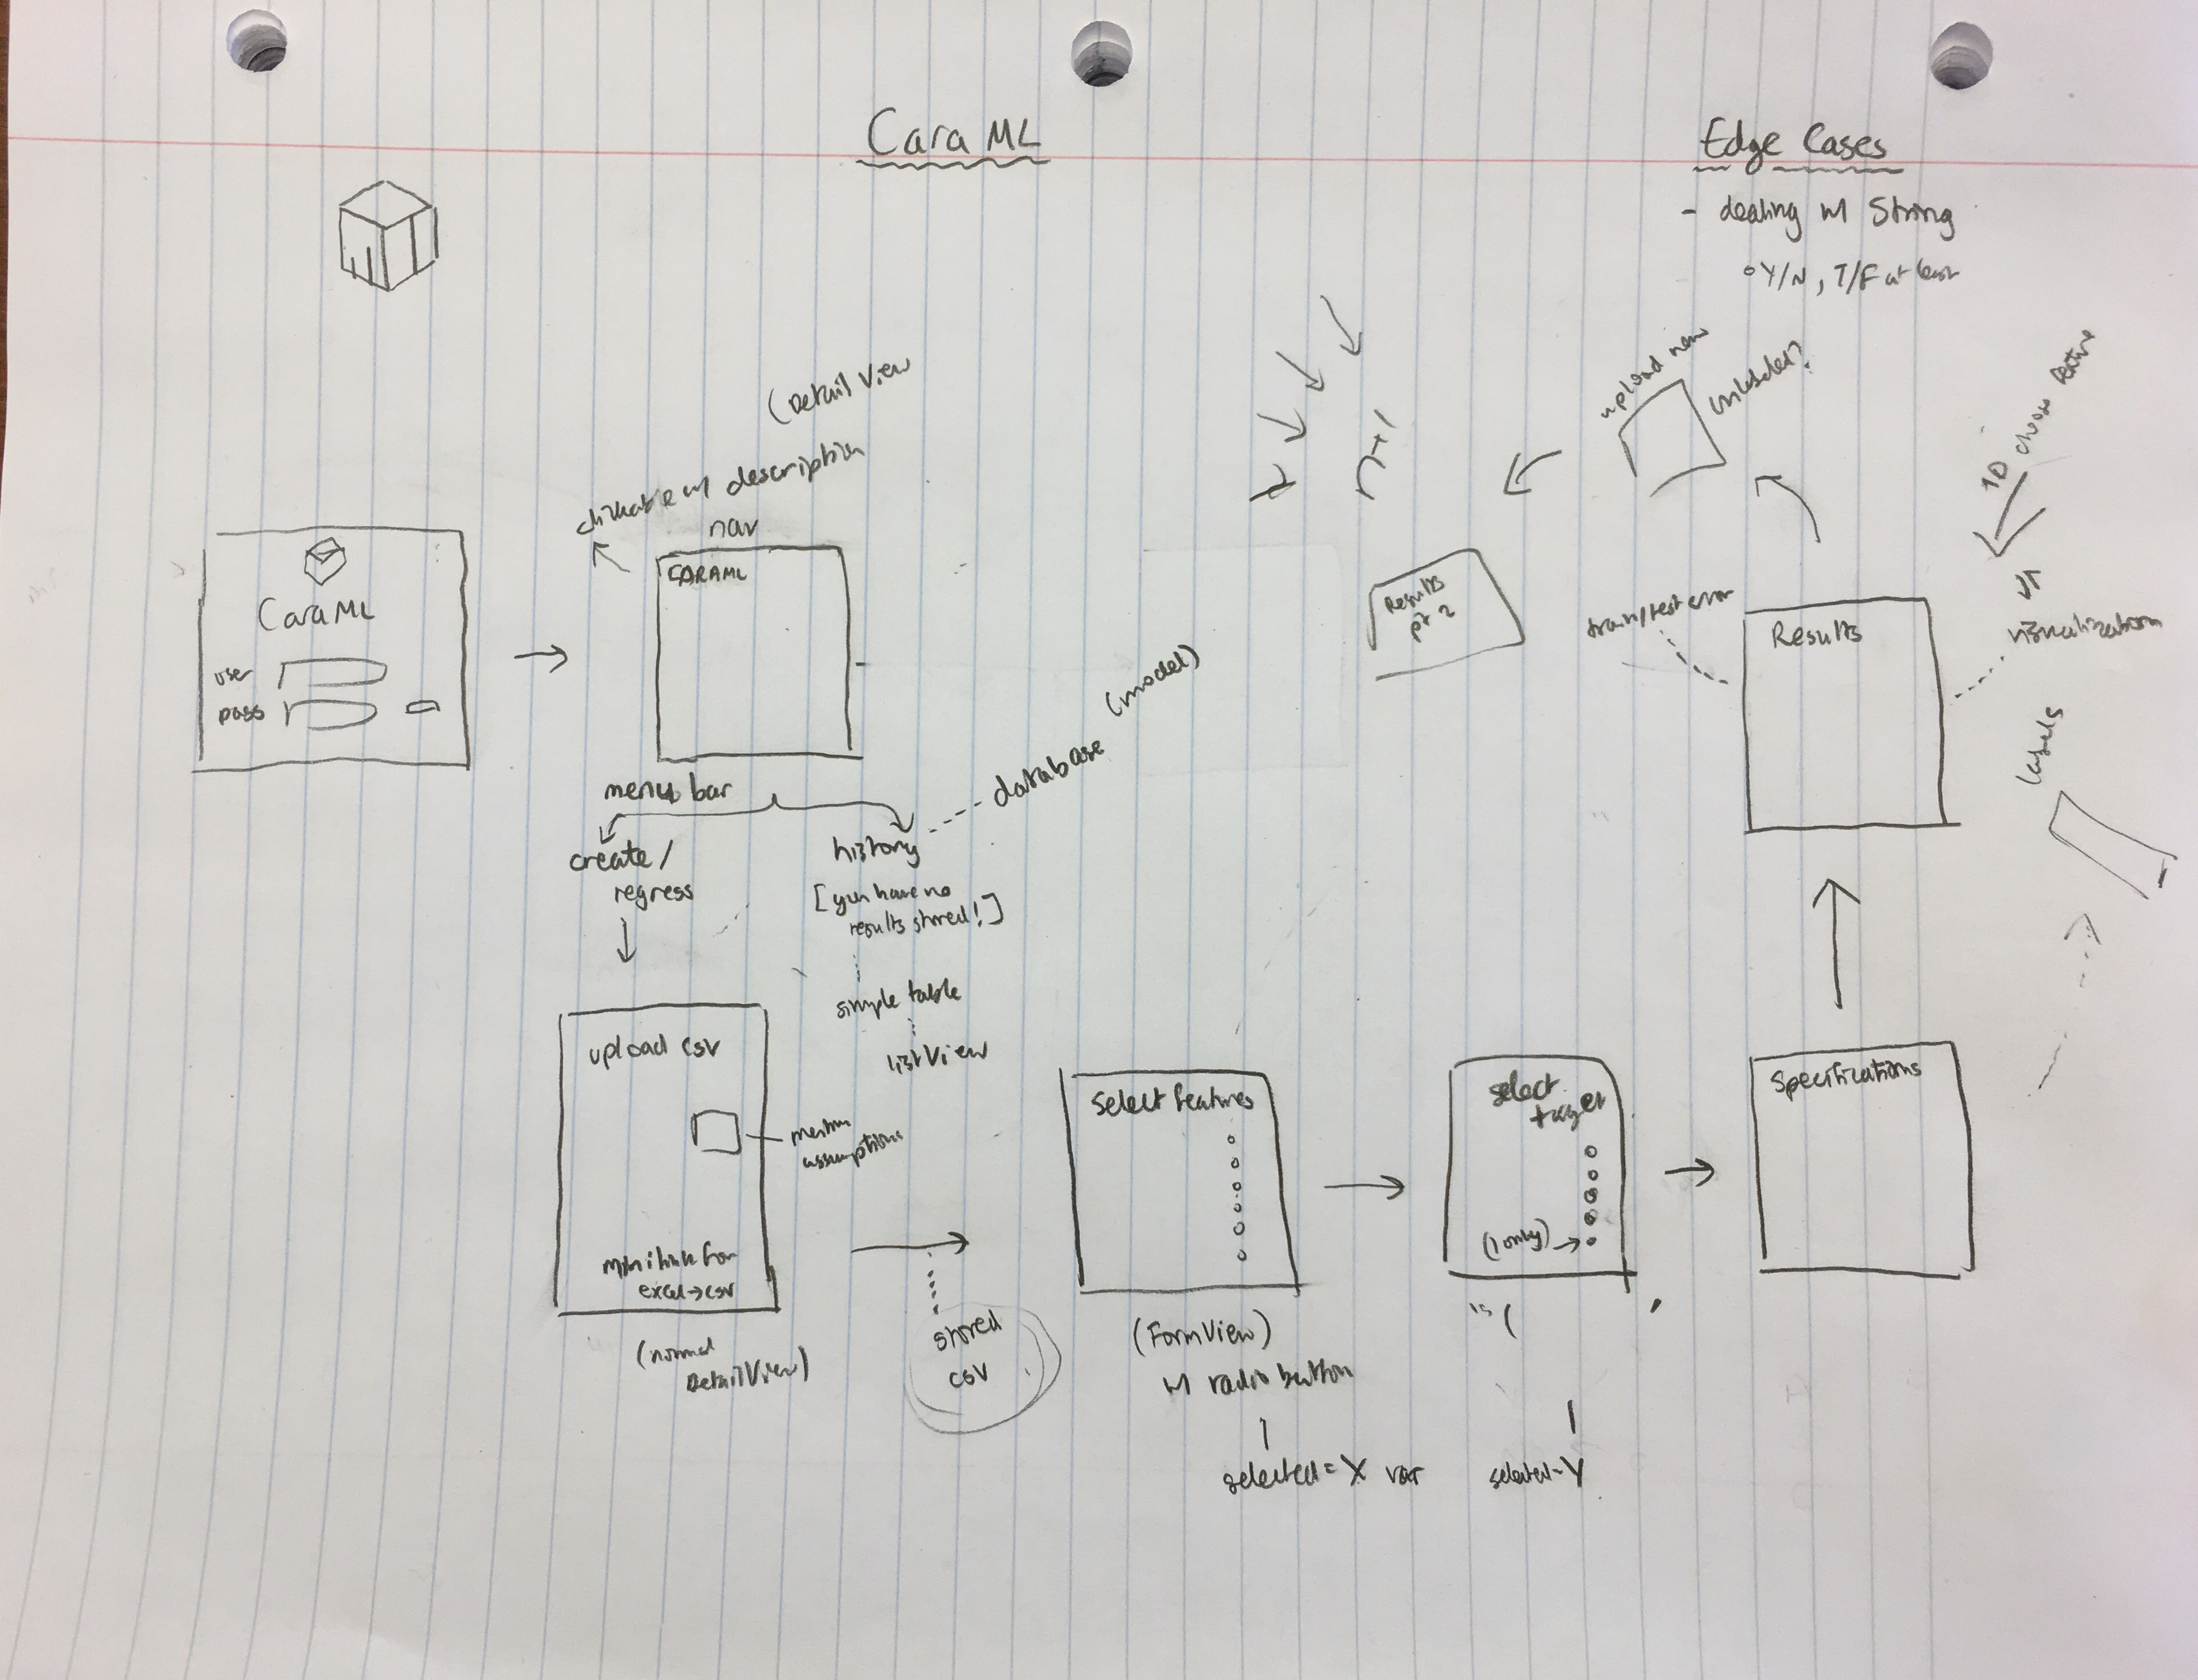 CaraML
Edge Cases
- dealing w/ String
° Y/N, T/F at least
(Detail View
w/ description
nav
CARAML
CaraML
user
pass
menu bar
create/
regress
history
[you have no
results stored!]
simple table
listView
database (model)
upload csv
mention
assumptions
mini link for
excel→csv
(normal
DetailView)
stored
csv
Select features
(FormView)
w/ radio button
selected = X var
select
target
(1 only)
" (
selected = Y
Specifications
Results
train/test error
visualization
1D choose feature
labels
upload new
unlabeled?
Results
pt 2
n+1